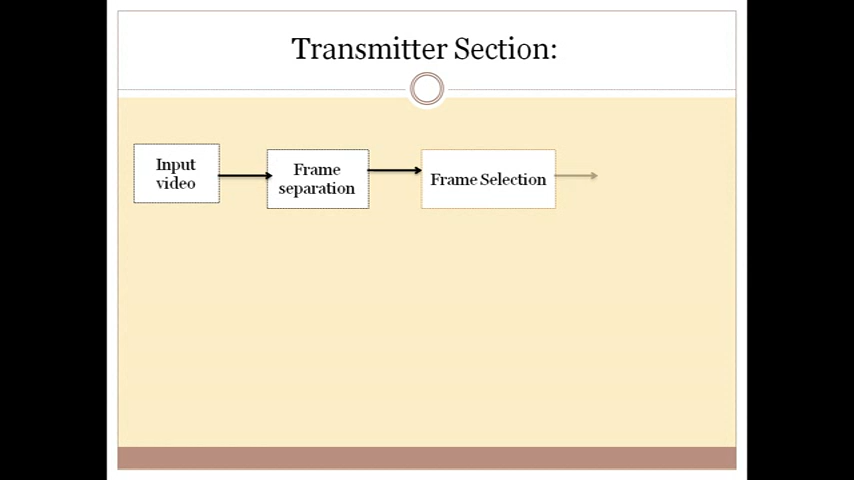 Transmitter Section:
Input
video
Frame
separation
Frame Selection